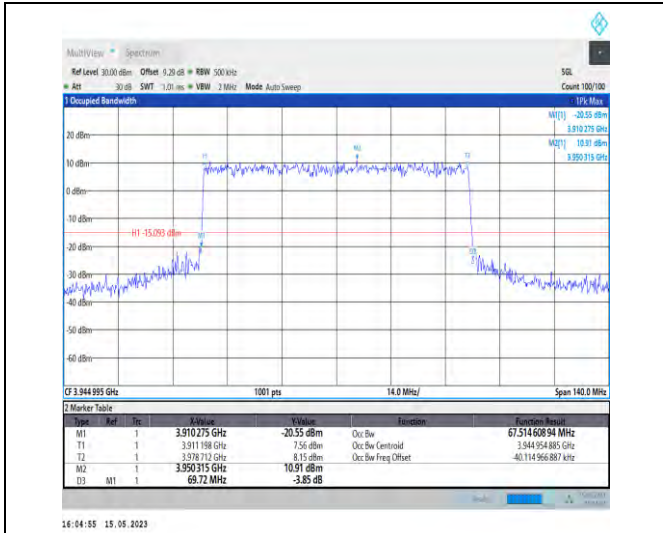 MultiView Spectrum
Ref Level 30.00 dBm Offset 9.29 dB RBW 500 kHz SGL
Att 30 dB SWT 1.01 ms VBW 2 MHz Mode Auto Sweep Count 100/100
1 Occupied Bandwidth 1Pk Max
M1[1] -20.55 dBm
3.910 275 GHz
M2[1] 10.91 dBm
3.950 315 GHz
20 dBm
M2
T1 T2
10 dBm
0 dBm
-10 dBm
H1 -15.093 dBm
M1
-20 dBm
D3
-30 dBm
-40 dBm
-50 dBm
-60 dBm
CF 3.944 995 GHz 1001 pts 14.0 MHz/ Span 140.0 MHz
2 Marker Table
Type Ref Trc X-Value Y-Value Function Function Result
M1 1 3.910 275 GHz -20.55 dBm Occ Bw 67.514 608 94 MHz
T1 1 3.911 198 GHz 7.56 dBm Occ Bw Centroid 3.944 954 885 GHz
T2 1 3.978 712 GHz 8.15 dBm Occ Bw Freq Offset -40.114 966 887 kHz
M2 1 3.950 315 GHz 10.91 dBm
D3 M1 1 69.72 MHz -3.85 dB
16:04:55 15.05.2023